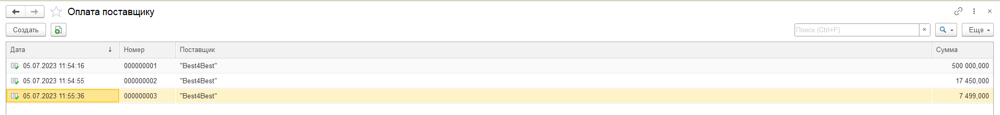 Оплата поставщику
Создать Поиск (Ctrl+F) × Еще
Дата ↓ Номер Поставщик Сумма
05.07.2023 11:54:16 000000001 "Best4Best" 500 000,000
05.07.2023 11:54:55 000000002 "Best4Best" 17 450,000
05.07.2023 11:55:36 000000003 "Best4Best" 7 499,000